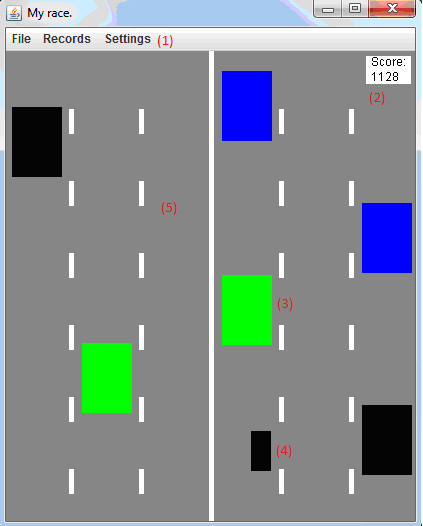 My race.
File Records Settings (1)
Score:
1128
(2)
(5)
(3)
(4)